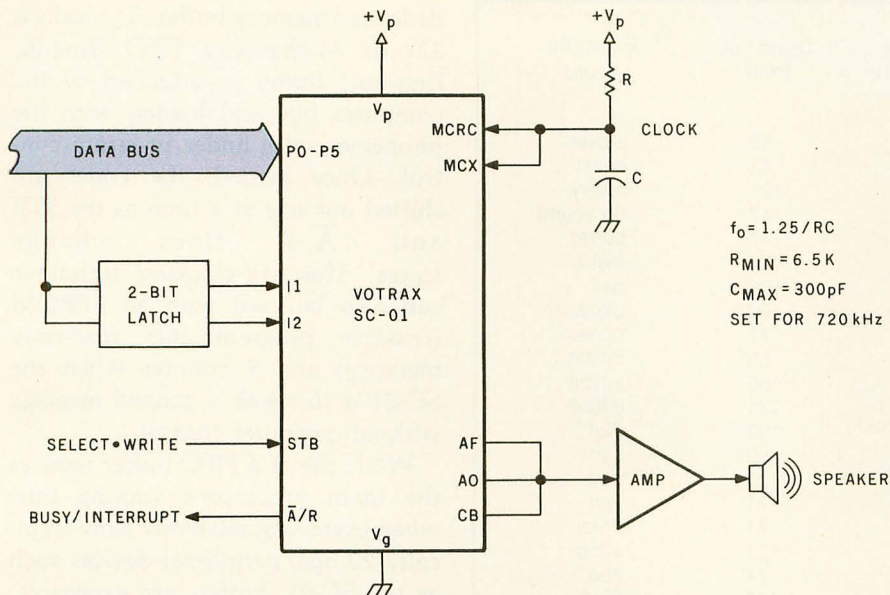 +Vp
+Vp
R
Vp
MCRC
CLOCK
DATA BUS
P0-P5
MCX
C
f₀=1.25/RC
RMIN=6.5K
CMAX=300pF
SET FOR 720kHz
2-BIT
LATCH
I1
I2
VOTRAX
SC-01
SELECT•WRITE
STB
AF
AO
AMP
SPEAKER
BUSY/INTERRUPT
A̅/R
CB
Vg